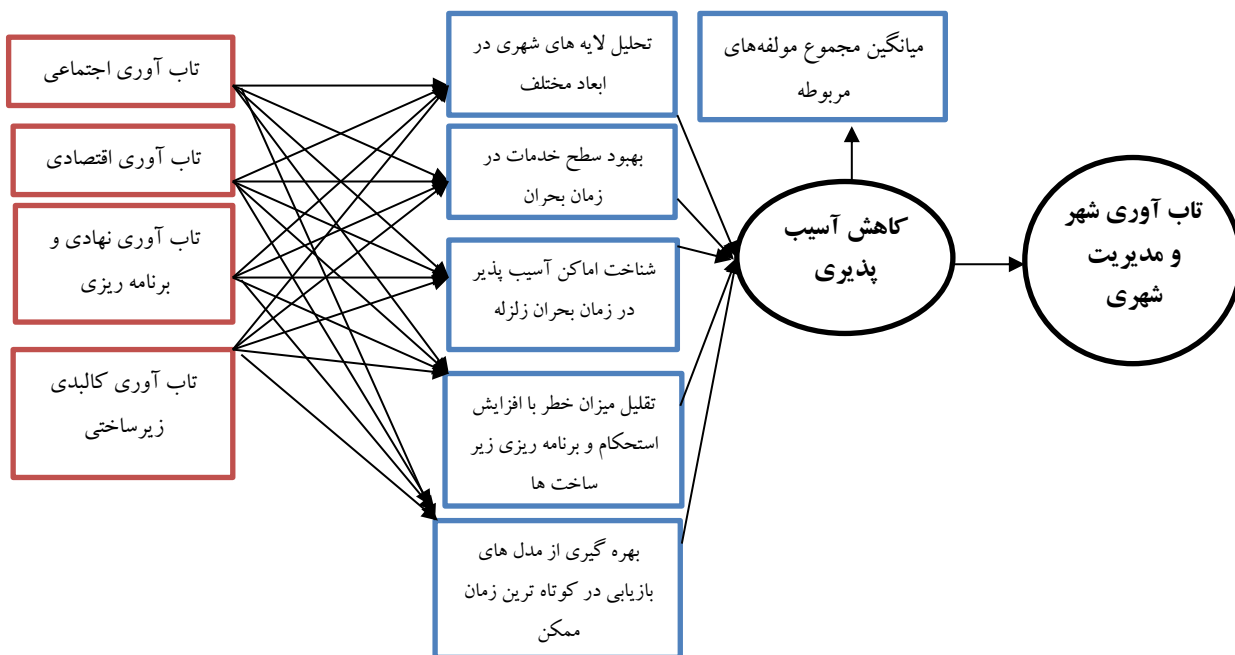 تاب آوری اجتماعی
تاب آوری اقتصادی
تاب آوری نهادی و
برنامه ریزی
تاب آوری کالبدی
زیرساختی
تحلیل لایه های شهری در
ابعاد مختلف
بهبود سطح خدمات در
زمان بحران
شناخت اماکن آسیب پذیر
در زمان بحران زلزله
تقلیل میزان خطر با افزایش
استحکام و برنامه ریزی زیر
ساخت ها
بهره گیری از مدل های
بازیابی در کوتاه ترین زمان
ممکن
میانگین مجموع مولفه‌های
مربوطه
کاهش آسیب
پذیری
تاب آوری شهر
و مدیریت
شهری